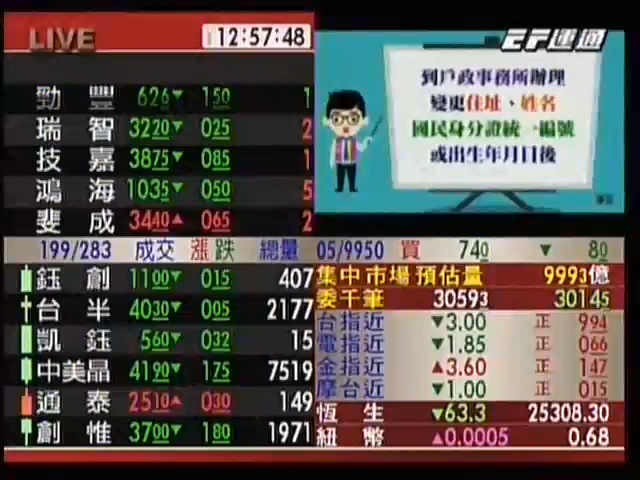 LIVE 12:57:48
EF運通
勁豐 626▼ 150 1
瑞智 3220▼ 025 2
技嘉 3875▼ 085 1
鴻海 1035▼ 050 5
斐成 3440▲ 065 2
到戶政事務所辦理
變更住址、姓名
國民身分證統一編號
或出生年月日後
199/283 成交 漲跌 總量
鈺創 1100▼ 015 407
台半 4030▼ 005 2177
凱鈺 560▼ 032 15
中美晶 4190▼ 175 7519
通泰 2510▲ 030 149
創惟 3700▼ 180 1971
05/9950 買 740 ▼ 80
集中市場預估量 9993億
委千筆 30593 30145
台指近 ▼3.00 正 994
電指近 ▼1.85 正 066
金指近 ▲3.60 正 147
摩台近 ▼1.00 正 015
恆生 ▼63.3 25308.30
紐幣 ▲0.0005 0.68